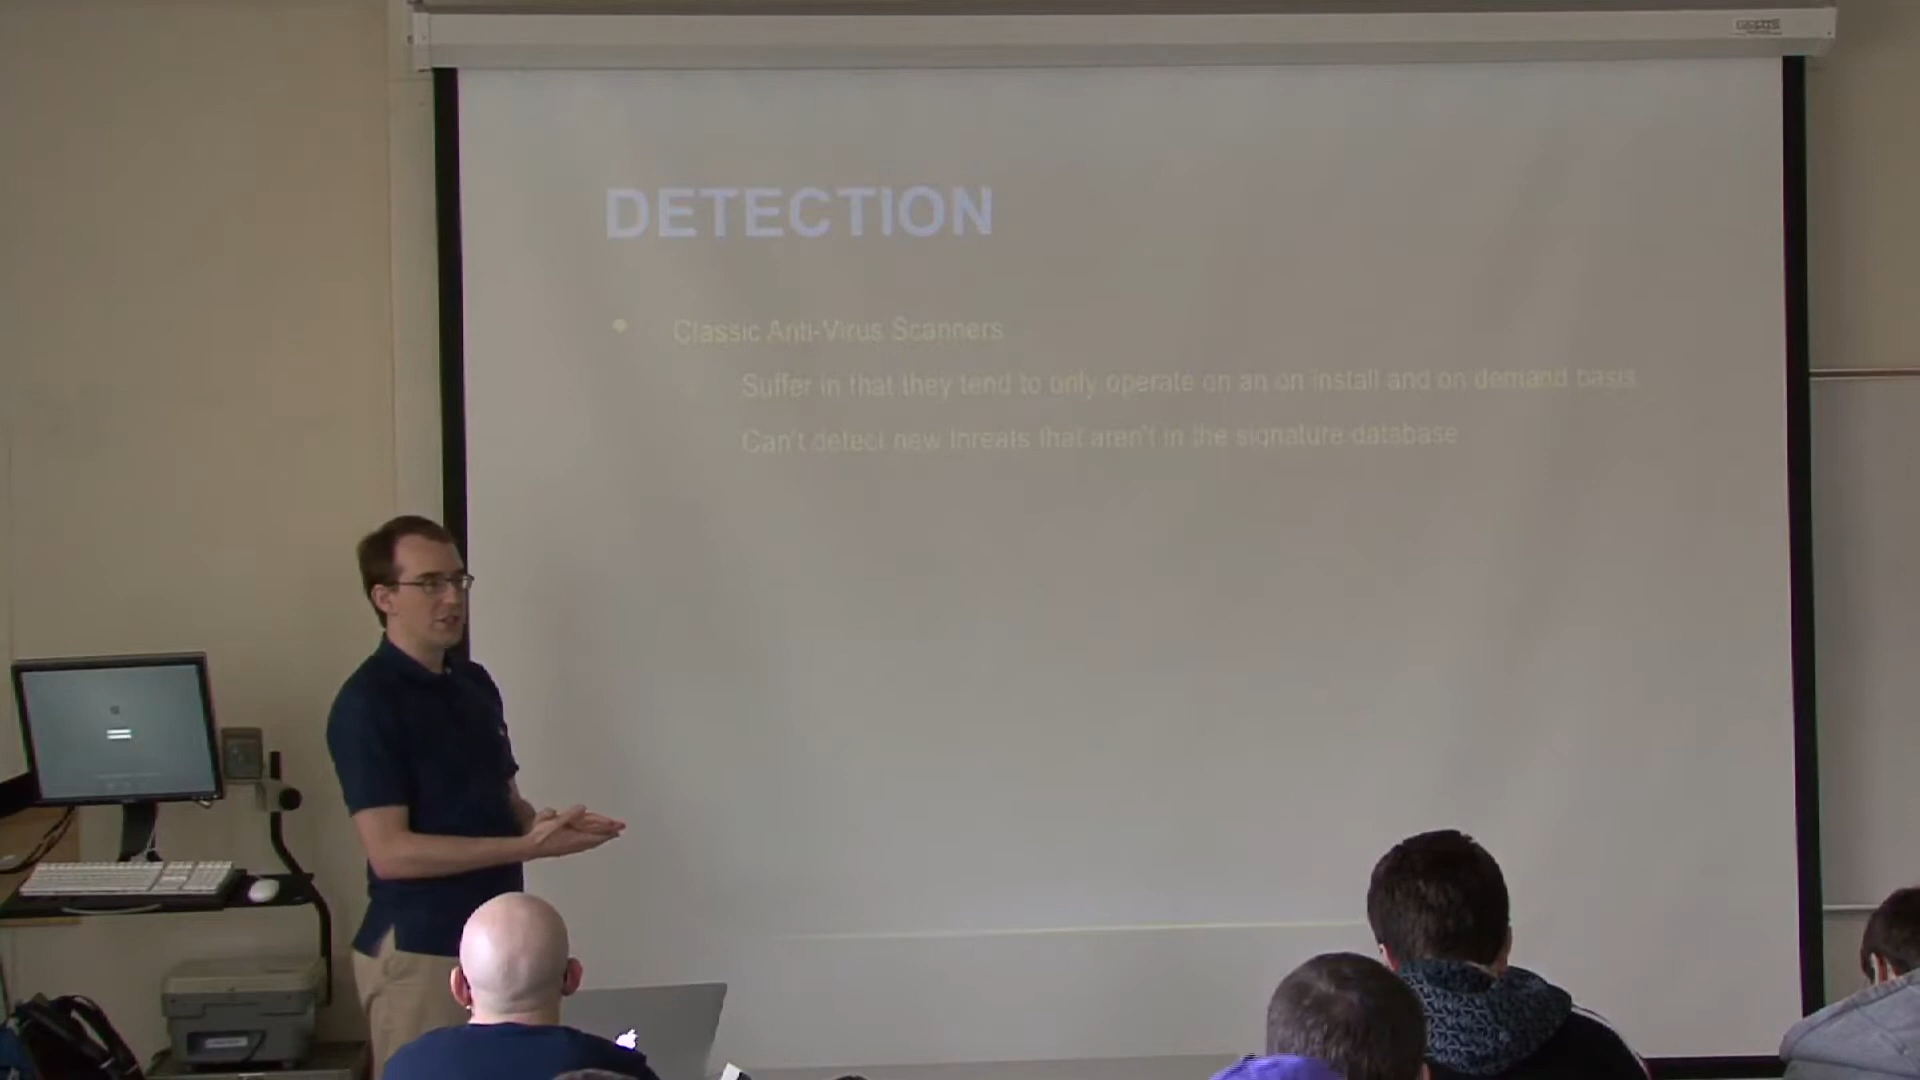 DETECTION
Classic Anti-Virus Scanners
Suffer in that they tend to only operate on an on install and on demand basis
Can't detect new threats that aren't in the signature database